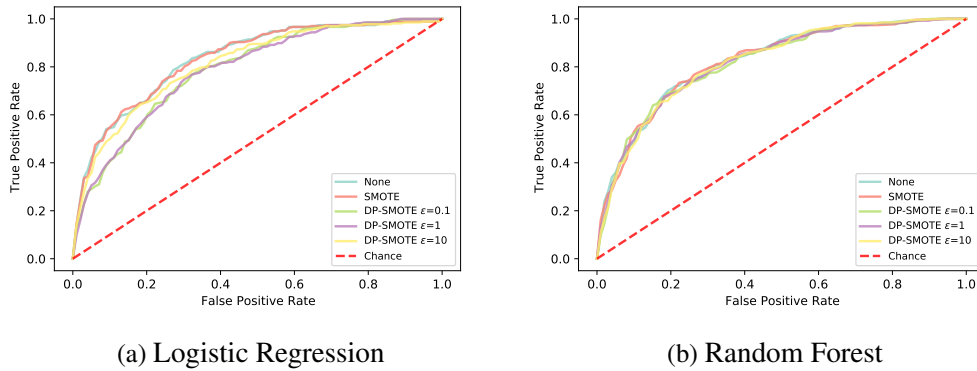 1.0
0.8
0.6
0.4
0.2
0.0
True Positive Rate
0.0 0.2 0.4 0.6 0.8 1.0
False Positive Rate
None
SMOTE
DP-SMOTE ε=0.1
DP-SMOTE ε=1
DP-SMOTE ε=10
Chance
(a) Logistic Regression
1.0
0.8
0.6
0.4
0.2
0.0
True Positive Rate
0.0 0.2 0.4 0.6 0.8 1.0
False Positive Rate
None
SMOTE
DP-SMOTE ε=0.1
DP-SMOTE ε=1
DP-SMOTE ε=10
Chance
(b) Random Forest